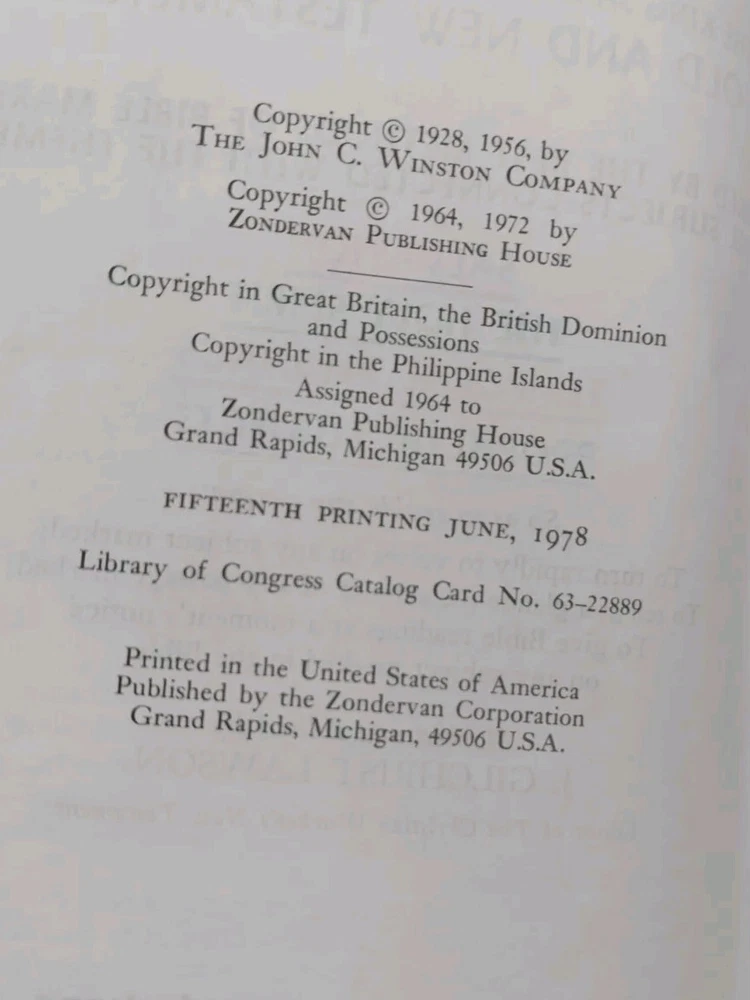 Copyright © 1928, 1956, by
THE JOHN C. WINSTON COMPANY
Copyright © 1964, 1972 by
ZONDERVAN PUBLISHING HOUSE
Copyright in Great Britain, the British Dominion
and Possessions
Copyright in the Philippine Islands
Assigned 1964 to
Zondervan Publishing House
Grand Rapids, Michigan 49506 U.S.A.
FIFTEENTH PRINTING JUNE, 1978
Library of Congress Catalog Card No. 63-22889
Printed in the United States of America
Published by the Zondervan Corporation
Grand Rapids, Michigan, 49506 U.S.A.